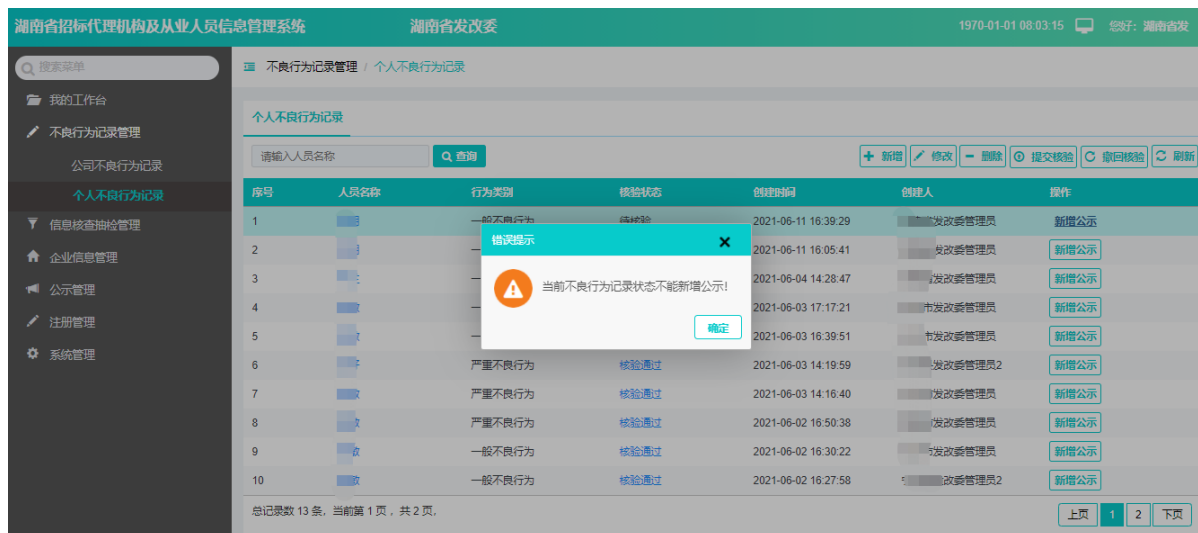 湖南省招标代理机构及从业人员信息管理系统 湖南省发改委 1970-01-01 08:03:15 您好：湖南省发
搜索菜单
不良行为记录管理 / 个人不良行为记录
我的工作台
不良行为记录管理
公司不良行为记录
个人不良行为记录
信息核查抽检管理
企业信息管理
公示管理
注册管理
系统管理
个人不良行为记录
请输入人员名称 查询 新增 修改 删除 提交核验 撤回核验 刷新
序号 人员名称 行为类别 核验状态 创建时间 创建人 操作
1 一般不良行为 待核验 2021-06-11 16:39:29 发改委管理员 新增公示
2 2021-06-11 16:05:41 发改委管理员 新增公示
3 2021-06-04 14:28:47 发改委管理员 新增公示
4 2021-06-03 17:17:21 市发改委管理员 新增公示
5 2021-06-03 16:39:51 市发改委管理员 新增公示
6 严重不良行为 核验通过 2021-06-03 14:19:59 发改委管理员2 新增公示
7 严重不良行为 核验通过 2021-06-03 14:16:40 发改委管理员 新增公示
8 严重不良行为 核验通过 2021-06-02 16:50:38 发改委管理员 新增公示
9 一般不良行为 核验通过 2021-06-02 16:30:22 发改委管理员 新增公示
10 一般不良行为 核验通过 2021-06-02 16:27:58 改委管理员2 新增公示
错误提示
当前不良行为记录状态不能新增公示！
确定
总记录数 13 条，当前第 1 页，共 2 页。
上页 1 2 下页